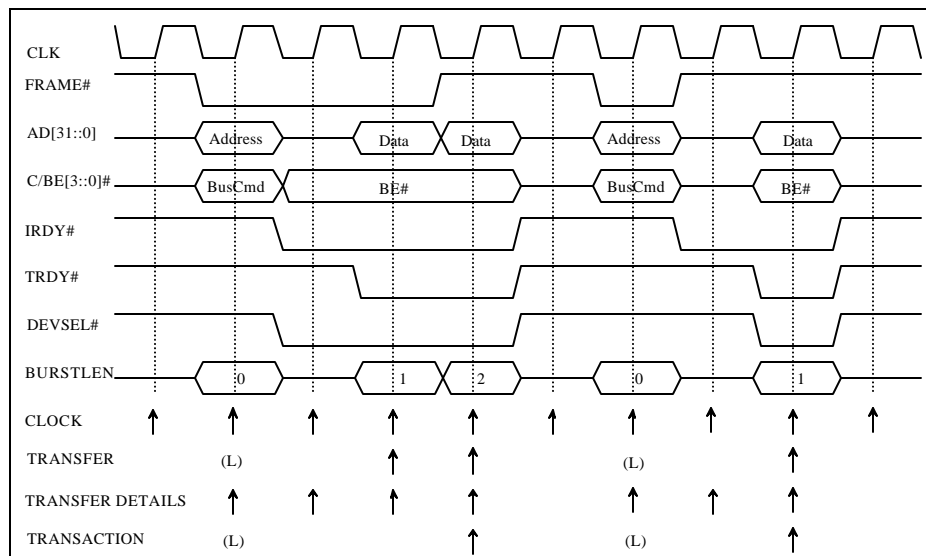 CLK
FRAME#
AD[31::0] Address Data Data Address Data
C/BE[3::0]# BusCmd BE# BusCmd BE#
IRDY#
TRDY#
DEVSEL#
BURSTLEN 0 1 2 0 1
CLOCK
TRANSFER (L) (L)
TRANSFER DETAILS
TRANSACTION (L) (L)